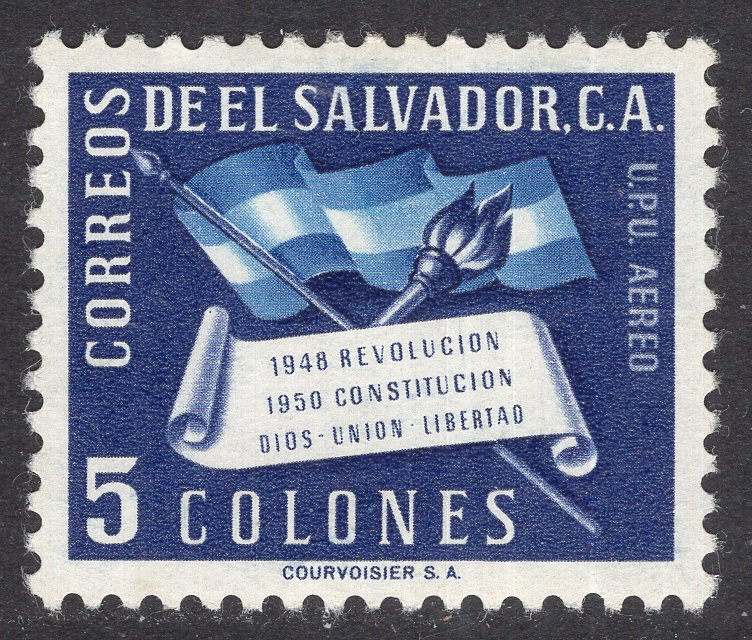 CORREOS
DE EL SALVADOR, C.A.
U.P.U. AEREO
1948 REVOLUCION
1950 CONSTITUCION
DIOS - UNION - LIBERTAD
5 COLONES
COURVOISIER S. A.